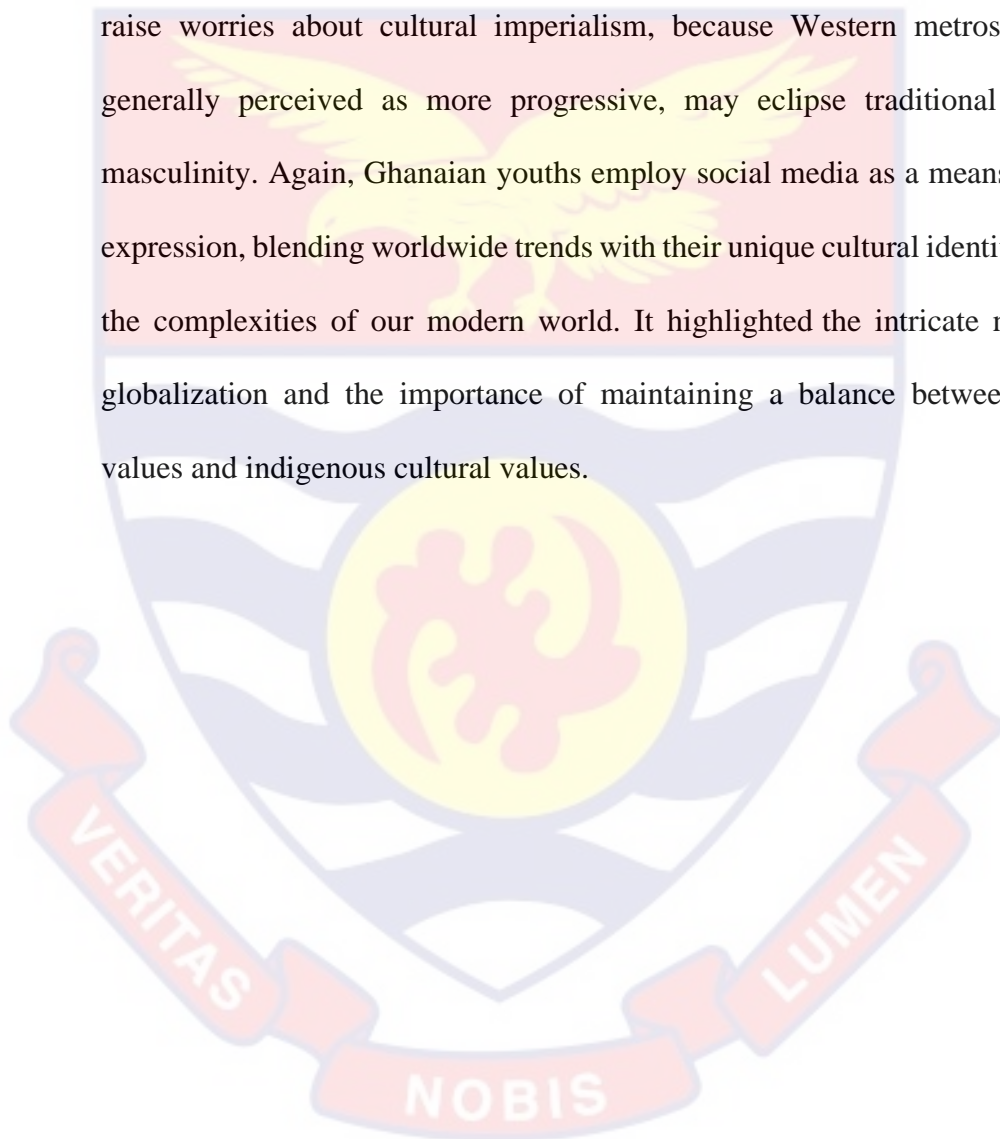 raise worries about cultural imperialism, because Western metros
generally perceived as more progressive, may eclipse traditional
masculinity. Again, Ghanaian youths employ social media as a means
expression, blending worldwide trends with their unique cultural
the complexities of our modern world. It highlighted the intricate
globalization and the importance of maintaining a balance
values and indigenous cultural values.
VERITAS
NOBIS
LUMEN